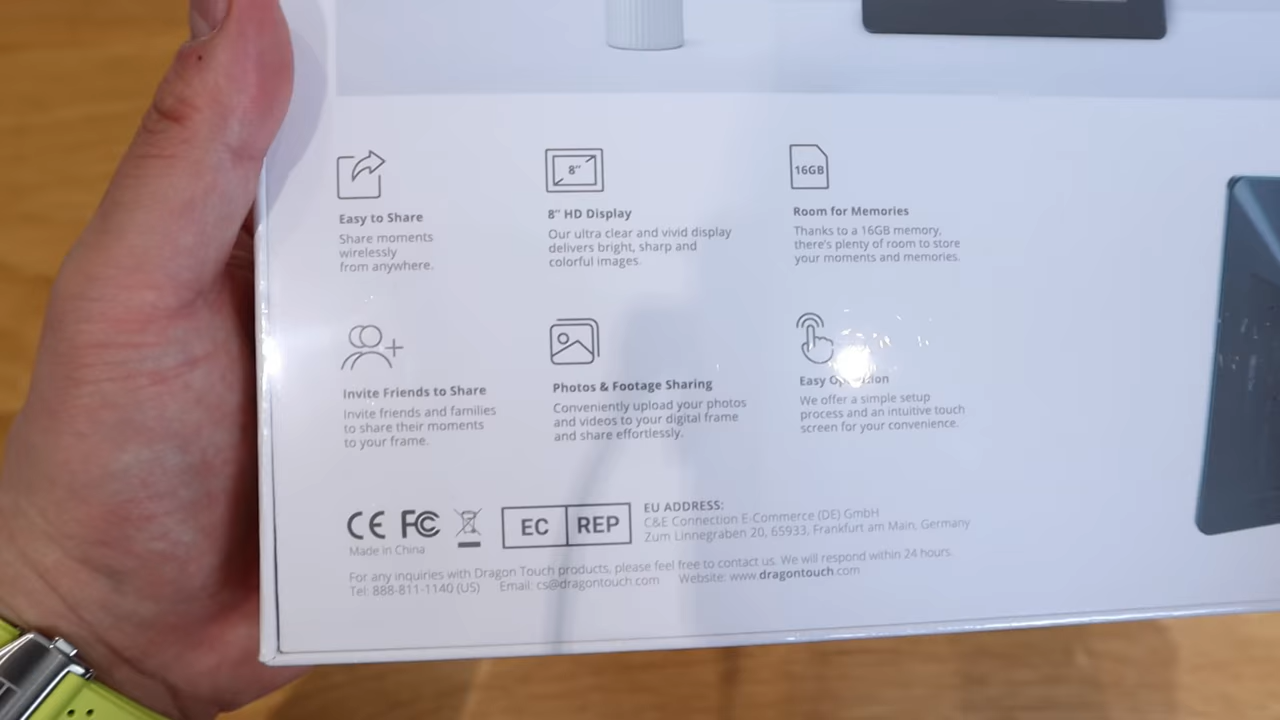 Easy to Share
Share moments
wirelessly
from anywhere.
8"
8" HD Display
Our ultra clear and vivid display
delivers bright, sharp and
colorful images.
16GB
Room for Memories
Thanks to a 16GB memory,
there's plenty of room to store
your moments and memories.
Invite Friends to Share
Invite friends and families
to share their moments
to your frame.
Photos & Footage Sharing
Conveniently upload your photos
and videos to your digital frame
and share effortlessly.
Easy
We offer a simple setup
process and an intuitive touch
screen for your convenience.
CE FC
Made in China
EC REP
EU ADDRESS:
C&E Connection E-Commerce (DE) GmbH
Zum Linnegraben 20, 65933, Frankfurt am Main, Germany
For any inquiries with Dragon Touch products, please feel free to contact us. We will respond within 24 hours.
Tel: 888-811-1140 (US) Email: cs@dragontouch.com Website: www.dragontouch.com